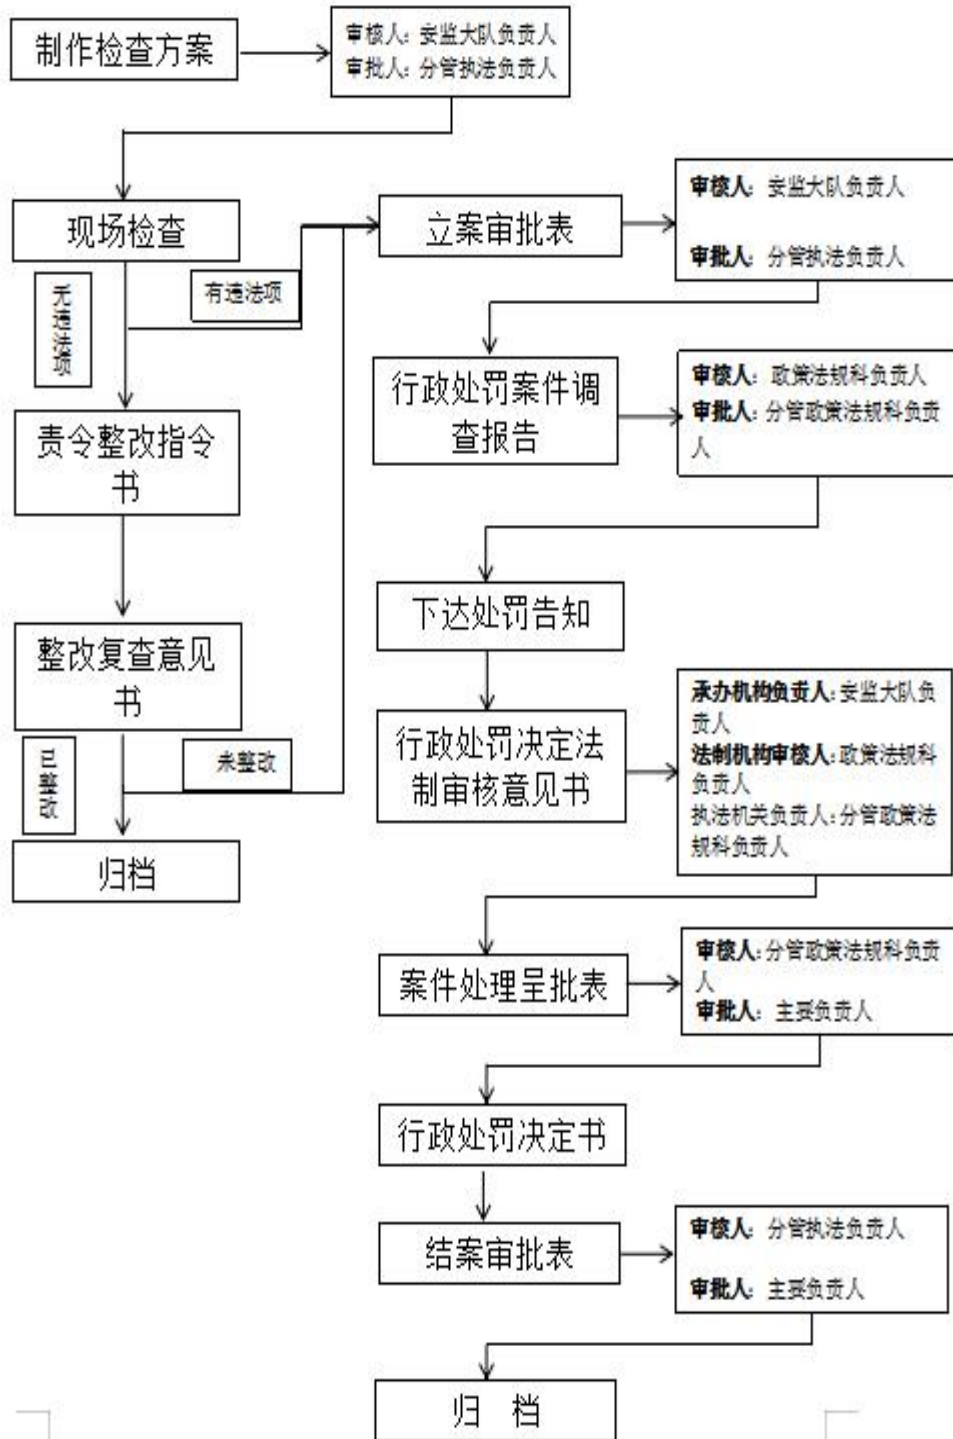 制作检查方案
审核人：安监大队负责人
审批人：分管执法负责人
现场检查
无违法项
有违法项
责令整改指令
书
整改复查意见
书
已整改
未整改
归档
立案审批表
审核人：安监大队负责人
审批人：分管执法负责人
行政处罚案件调
查报告
审核人：政策法规科负责人
审批人：分管政策法规科负责
人
下达处罚告知
行政处罚决定法
制审核意见书
承办机构负责人：安监大队负
责人
法制机构审核人：政策法规科
负责人
执法机关负责人：分管政策法
规科负责人
案件处理呈批表
审核人：分管政策法规科负责
人
审批人：主要负责人
行政处罚决定书
结案审批表
审核人：分管执法负责人
审批人：主要负责人
归 档